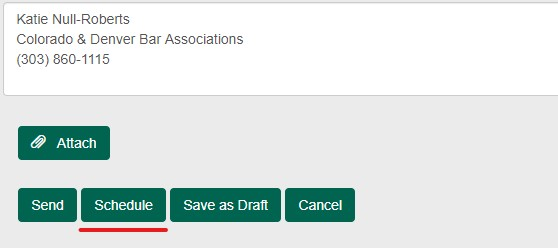 Katie Null-Roberts
Colorado & Denver Bar Associations
(303) 860-1115
Attach
Send Schedule Save as Draft Cancel